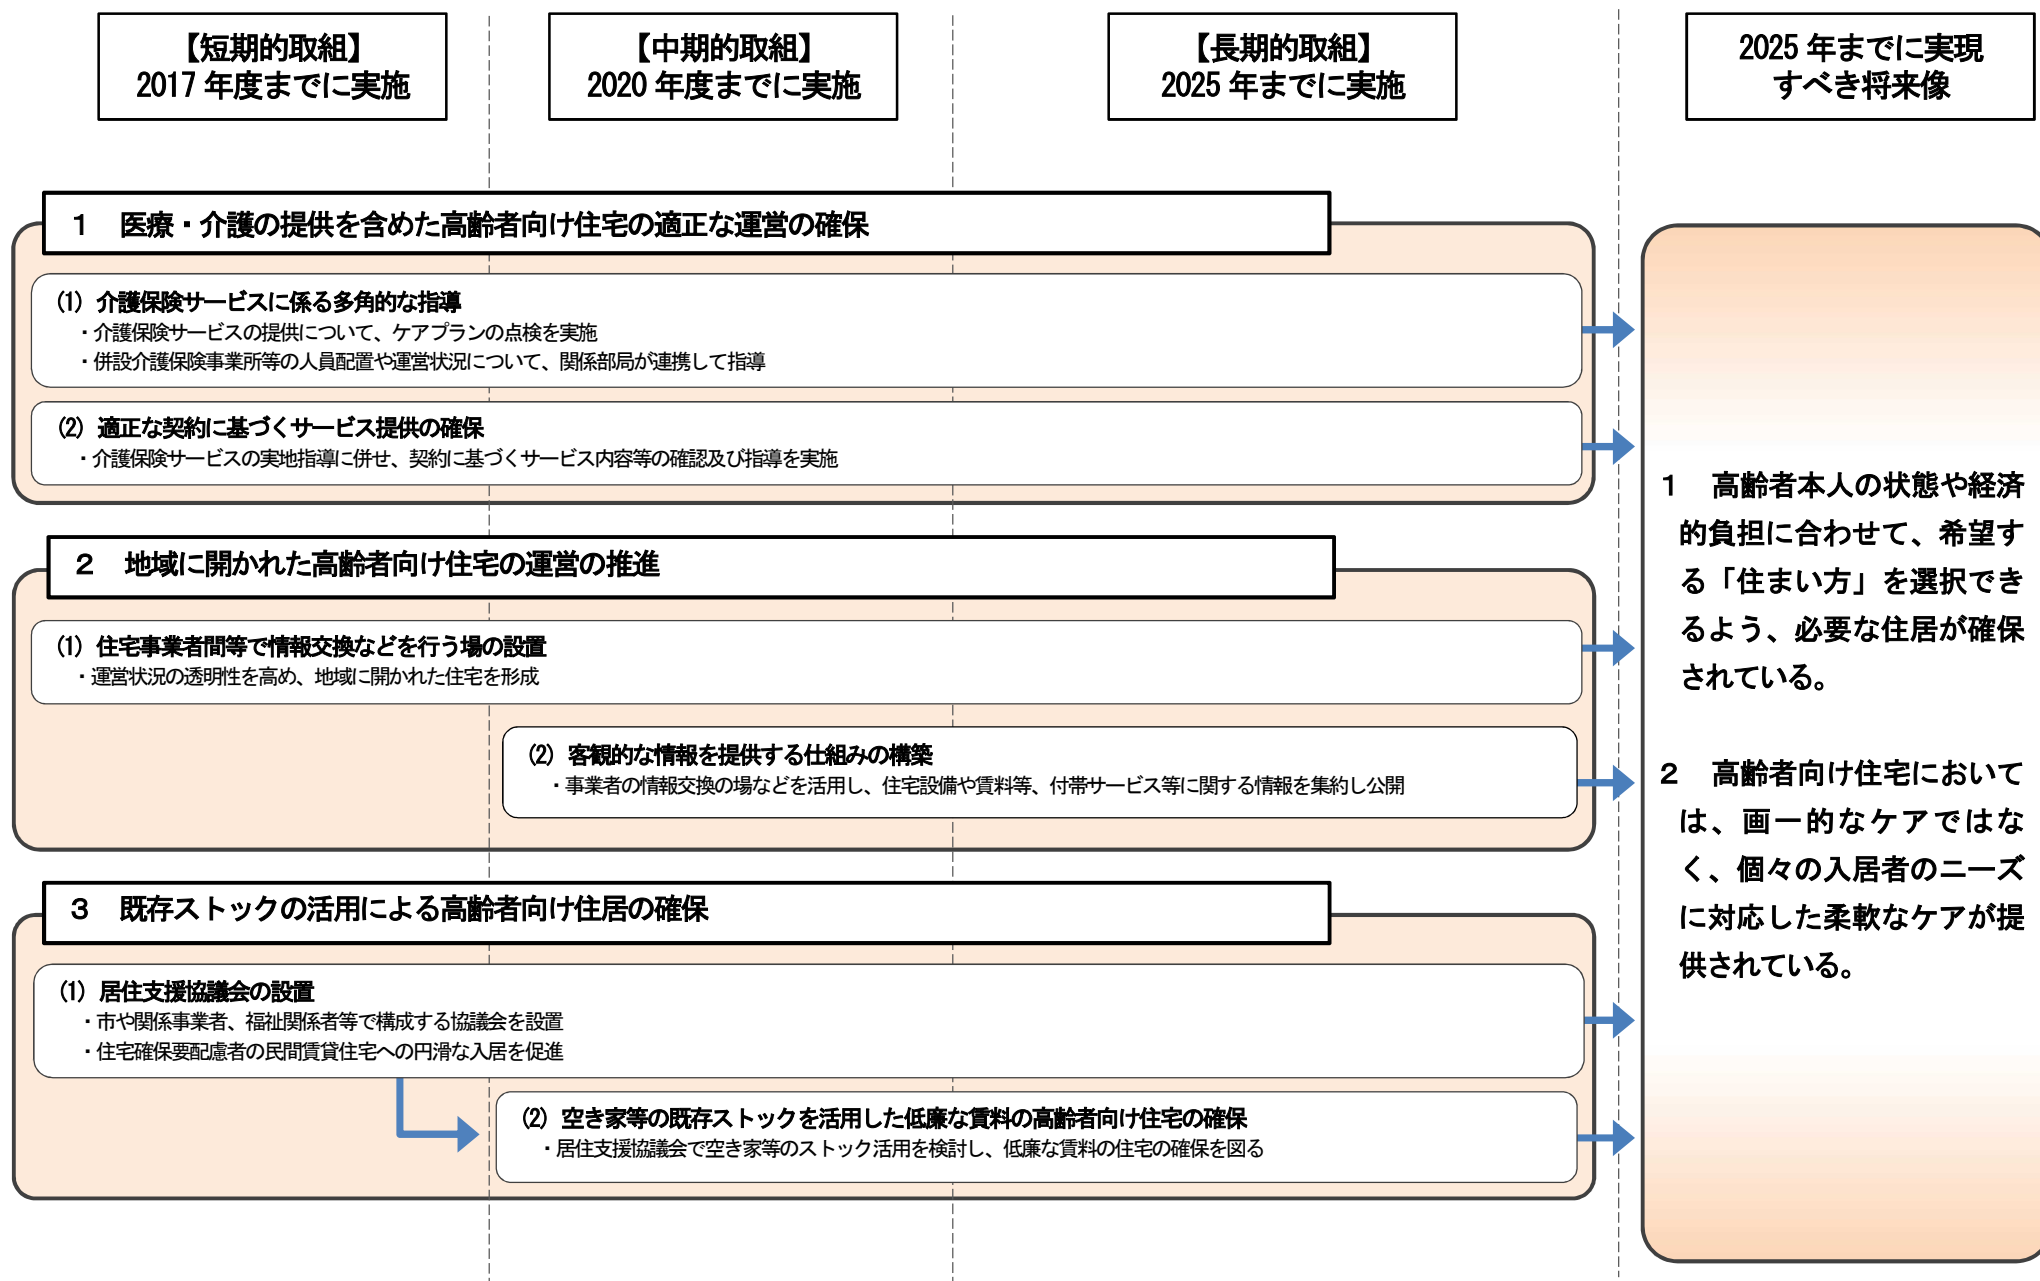 【短期的取組】
2017 年度までに実施
【中期的取組】
2020 年度までに実施
【長期的取組】
2025 年までに実施
2025 年までに実現
すべき将来像
１　医療・介護の提供を含めた高齢者向け住宅の適正な運営の確保
(1) 介護保険サービスに係る多角的な指導
・介護保険サービスの提供について、ケアプランの点検を実施
・併設介護保険事業所等の人員配置や運営状況について、関係部局が連携して指導
(2) 適正な契約に基づくサービス提供の確保
・介護保険サービスの実地指導に併せ、契約に基づくサービス内容等の確認及び指導を実施
２　地域に開かれた高齢者向け住宅の運営の推進
(1) 住宅事業者間等で情報交換などを行う場の設置
・運営状況の透明性を高め、地域に開かれた住宅を形成
(2) 客観的な情報を提供する仕組みの構築
・事業者の情報交換の場などを活用し、住宅設備や賃料等、付帯サービス等に関する情報を集約し公開
３　既存ストックの活用による高齢者向け住居の確保
(1) 居住支援協議会の設置
・市や関係事業者、福祉関係者等で構成する協議会を設置
・住宅確保要配慮者の民間賃貸住宅への円滑な入居を促進
(2) 空き家等の既存ストックを活用した低廉な賃料の高齢者向け住宅の確保
・居住支援協議会で空き家等のストック活用を検討し、低廉な賃料の住宅の確保を図る
１　高齢者本人の状態や経済
的負担に合わせて、希望す
る「住まい方」を選択でき
るよう、必要な住居が確保
されている。
２　高齢者向け住宅において
は、画一的なケアではな
く、個々の入居者のニーズ
に対応した柔軟なケアが提
供されている。